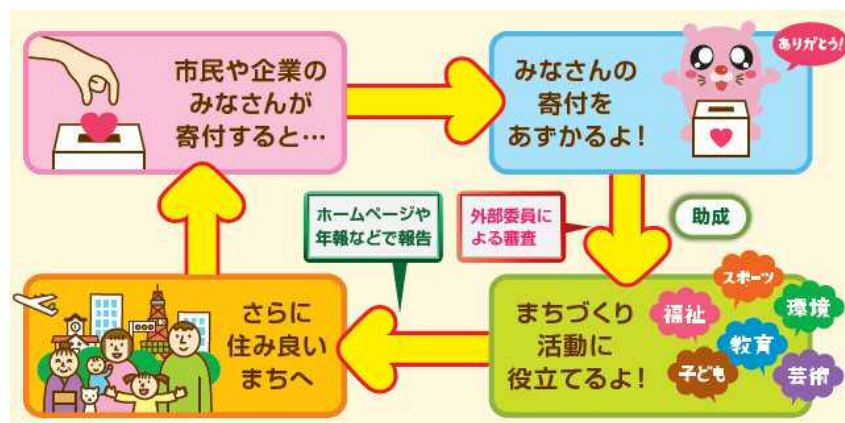 市民や企業の
みなさんが
寄付すると…
みなさんの
寄付を
あずかるよ!
ありがとう!
ホームページや
年報などで報告
外部委員に
よる審査
助成
さらに
住み良い
まちへ
まちづくり
活動に
役立てるよ!
スポーツ
福祉
環境
教育
子ども
芸術